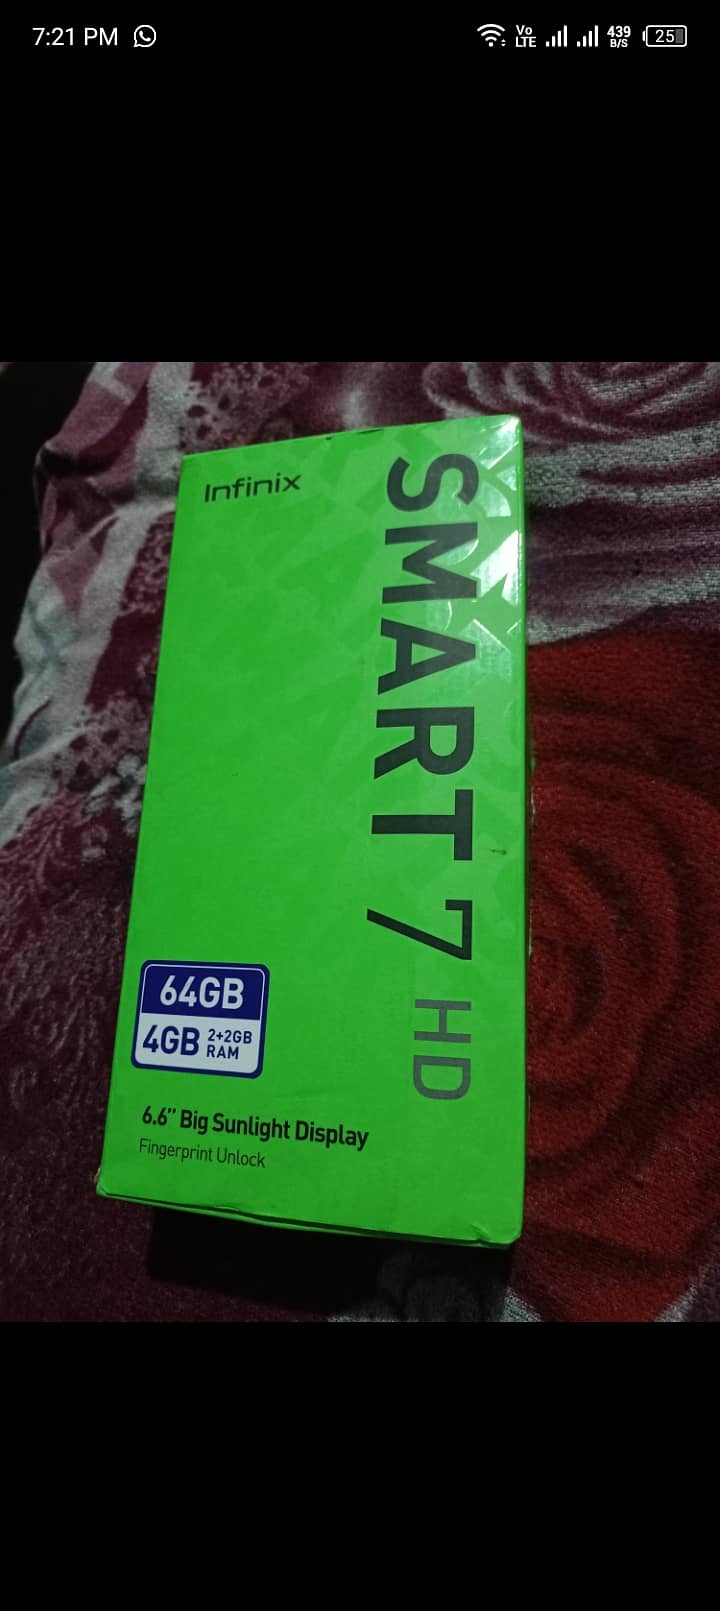 7:21 PM
Vo LTE
439 B/S
25
Infinix
SMART 7 HD
64GB
4GB 2+2GB RAM
6.6” Big Sunlight Display
Fingerprint Unlock